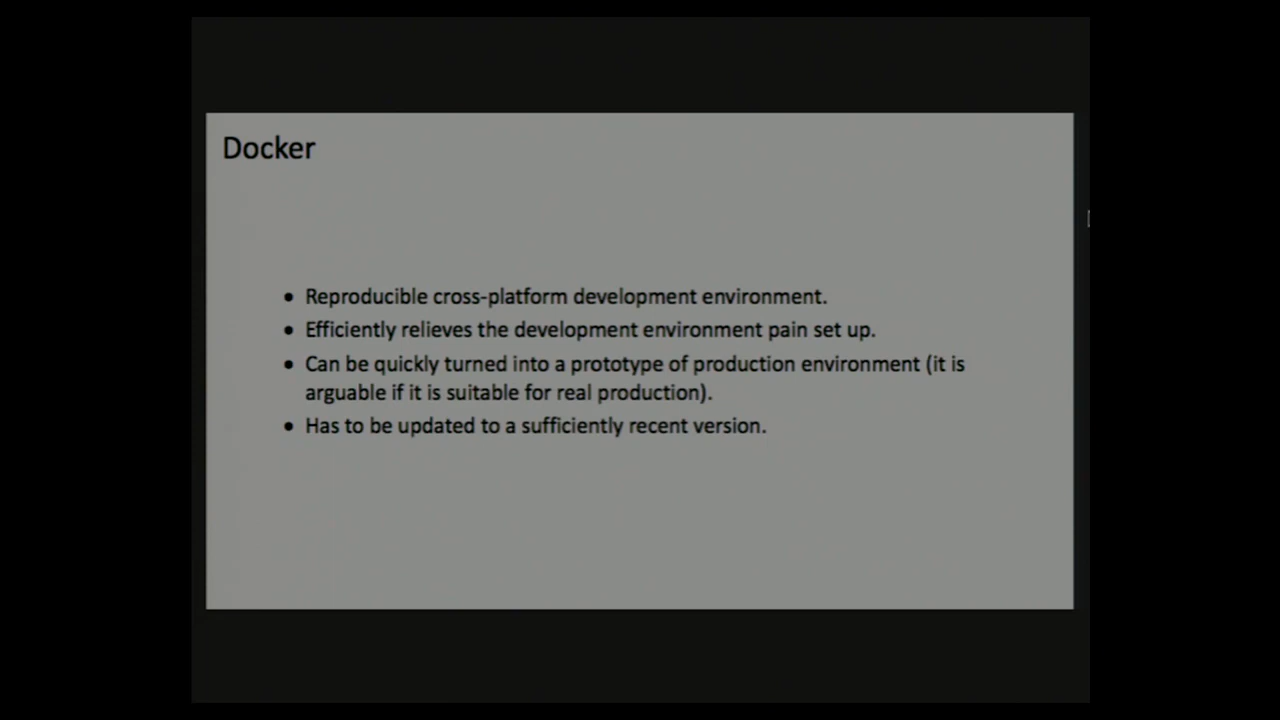 Docker
• Reproducible cross-platform development environment.
• Efficiently relieves the development environment pain set up.
• Can be quickly turned into a prototype of production environment (it is
arguable if it is suitable for real production).
• Has to be updated to a sufficiently recent version.